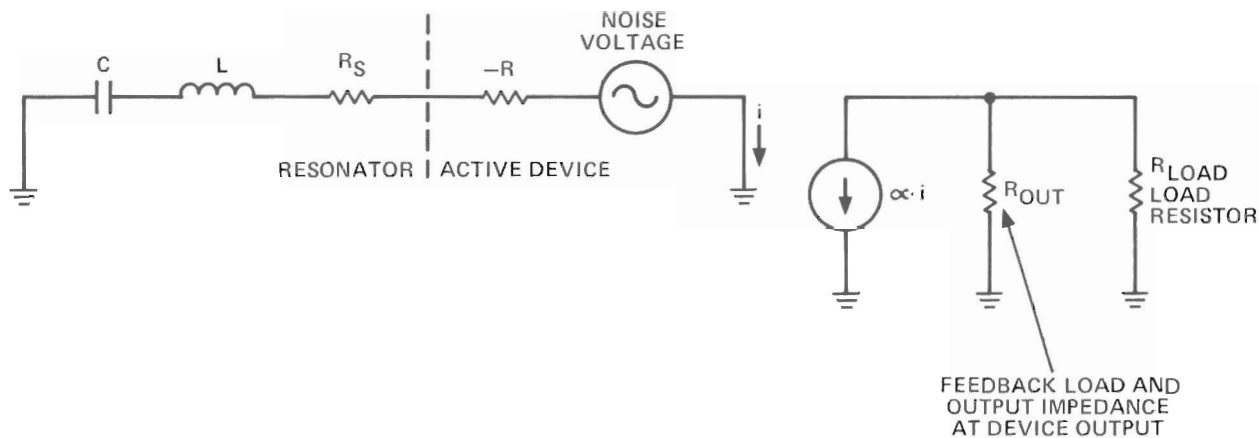 NOISE
VOLTAGE
C
L
R_S
−R
i
RESONATOR
ACTIVE DEVICE
∝·i
R_OUT
R_LOAD
LOAD
RESISTOR
FEEDBACK LOAD AND
OUTPUT IMPEDANCE
AT DEVICE OUTPUT